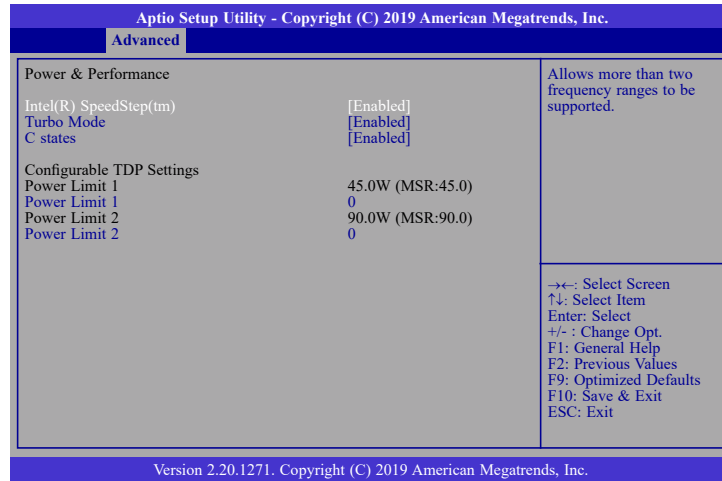 Aptio Setup Utility - Copyright (C) 2019 American Megatrends, Inc.
Advanced
Power & Performance
Intel(R) SpeedStep(tm) [Enabled]
Turbo Mode [Enabled]
C states [Enabled]
Configurable TDP Settings
Power Limit 1 45.0W (MSR:45.0)
Power Limit 1 0
Power Limit 2 90.0W (MSR:90.0)
Power Limit 2 0
Allows more than two
frequency ranges to be
supported.
→←: Select Screen
↑↓: Select Item
Enter: Select
+/- : Change Opt.
F1: General Help
F2: Previous Values
F9: Optimized Defaults
F10: Save & Exit
ESC: Exit
Version 2.20.1271. Copyright (C) 2019 American Megatrends, Inc.